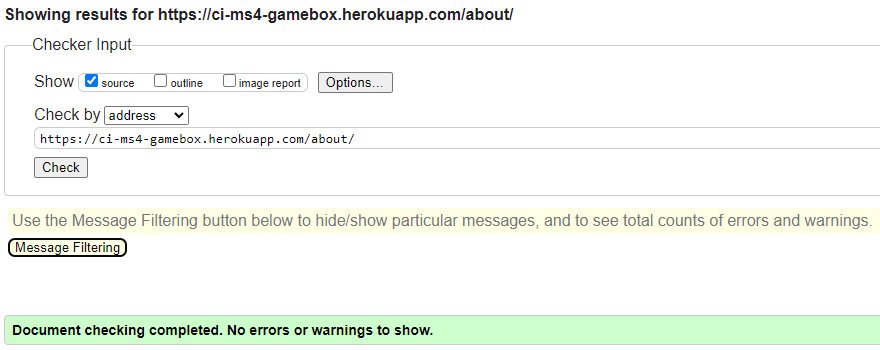 Showing results for https://ci-ms4-gamebox.herokuapp.com/about/
Checker Input
Show source outline image report Options...
Check by address
https://ci-ms4-gamebox.herokuapp.com/about/
Check
Use the Message Filtering button below to hide/show particular messages, and to see total counts of errors and warnings.
Message Filtering
Document checking completed. No errors or warnings to show.